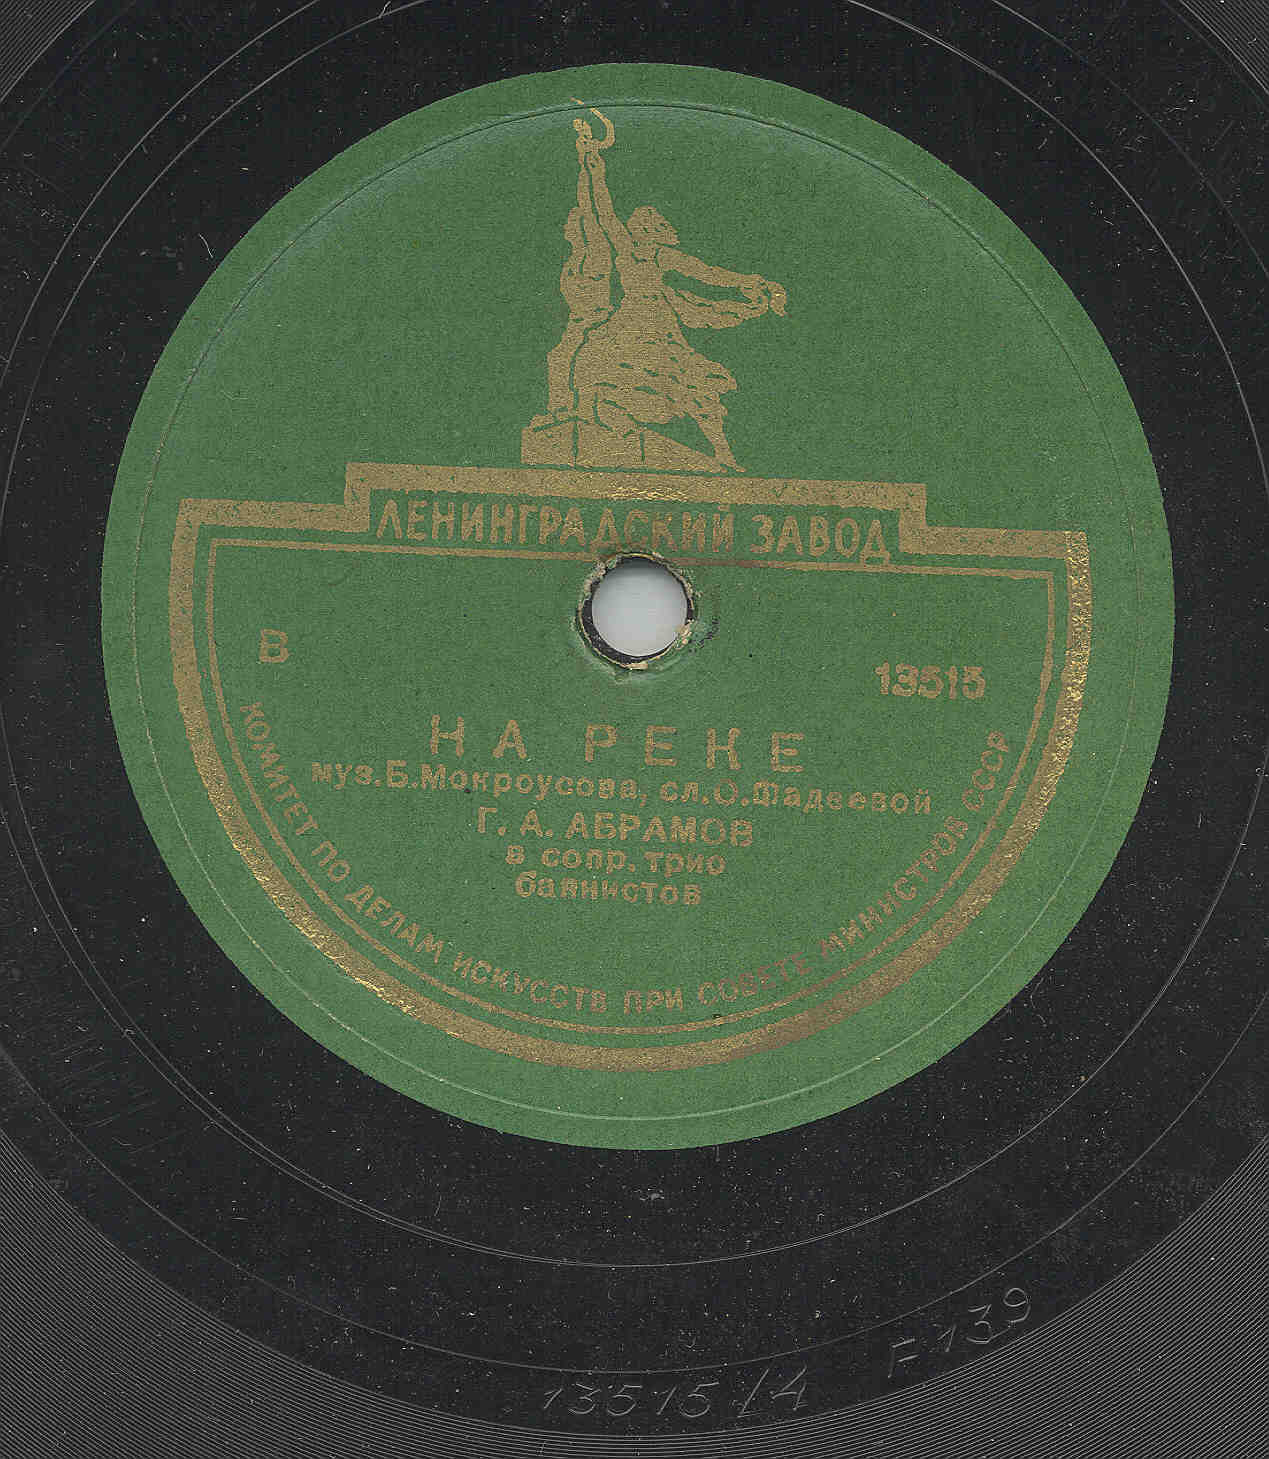 ЛЕНИНГРАДСКИЙ ЗАВОД
В
13515
НА РЕКЕ
муз.Б.Мокроусова, сл.О.Фадеевой
Г. А. АБРАМОВ
в сопр. трио
баянистов
КОМИТЕТ ПО ДЕЛАМ ИСКУССТВ ПРИ СОВЕТЕ МИНИСТРОВ СССР
13515/4
F139